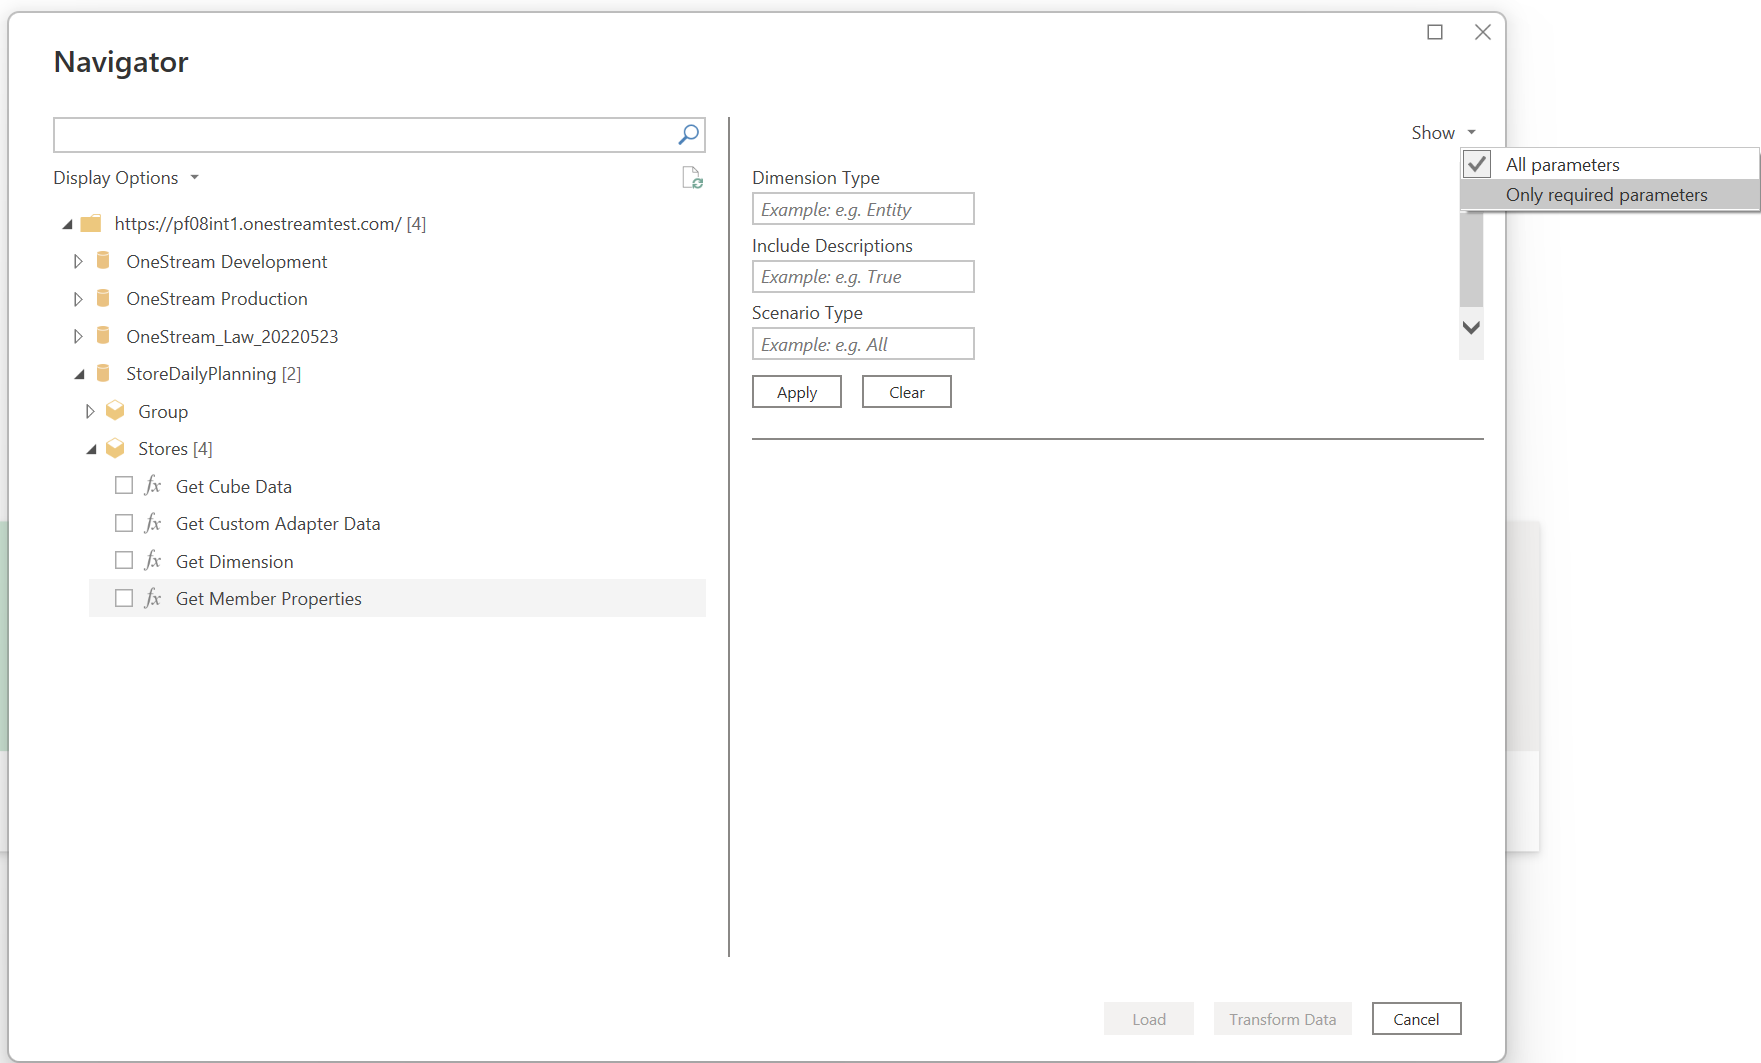 Navigator
Display Options
https://pf08int1.onestreamtest.com/ [4]
OneStream Development
OneStream Production
OneStream_Law_20220523
StoreDailyPlanning [2]
Group
Stores [4]
fx Get Cube Data
fx Get Custom Adapter Data
fx Get Dimension
fx Get Member Properties
Show
All parameters
Only required parameters
Dimension Type
Example: e.g. Entity
Include Descriptions
Example: e.g. True
Scenario Type
Example: e.g. All
Apply Clear
Load Transform Data Cancel